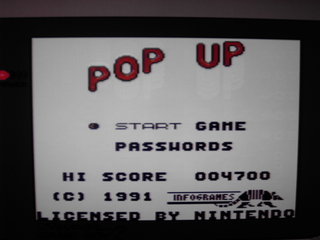 POP UP
START GAME
PASSWORDS
HI SCORE 004700
(C) 1991 INFOGRAMES
LICENSED BY NINTENDO